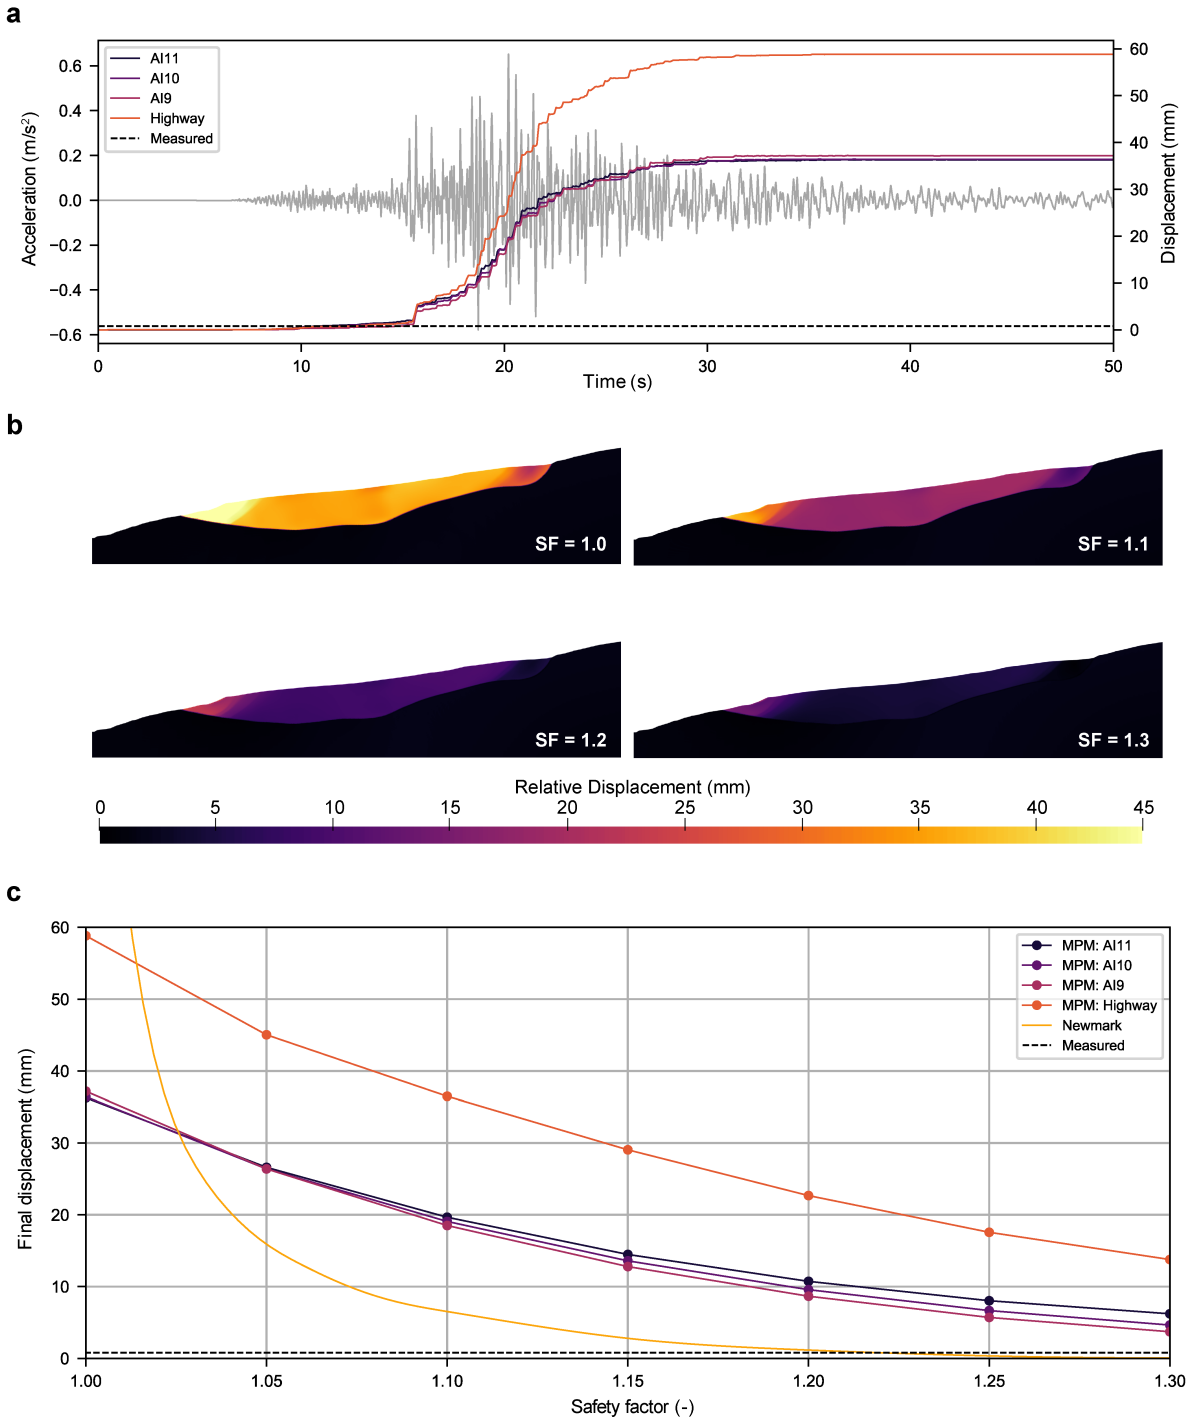 a
AI11
AI10
AI9
Highway
Measured
Acceleration (m/s²)
0.6
0.4
0.2
0.0
−0.2
−0.4
−0.6
Displacement (mm)
60
50
40
30
20
10
0
0 10 20 30 40 50
Time (s)
b
SF = 1.0
SF = 1.1
SF = 1.2
SF = 1.3
Relative Displacement (mm)
0 5 10 15 20 25 30 35 40 45
c
MPM: AI11
MPM: AI10
MPM: AI9
MPM: Highway
Newmark
Measured
Final displacement (mm)
60
50
40
30
20
10
0
1.00 1.05 1.10 1.15 1.20 1.25 1.30
Safety factor (-)